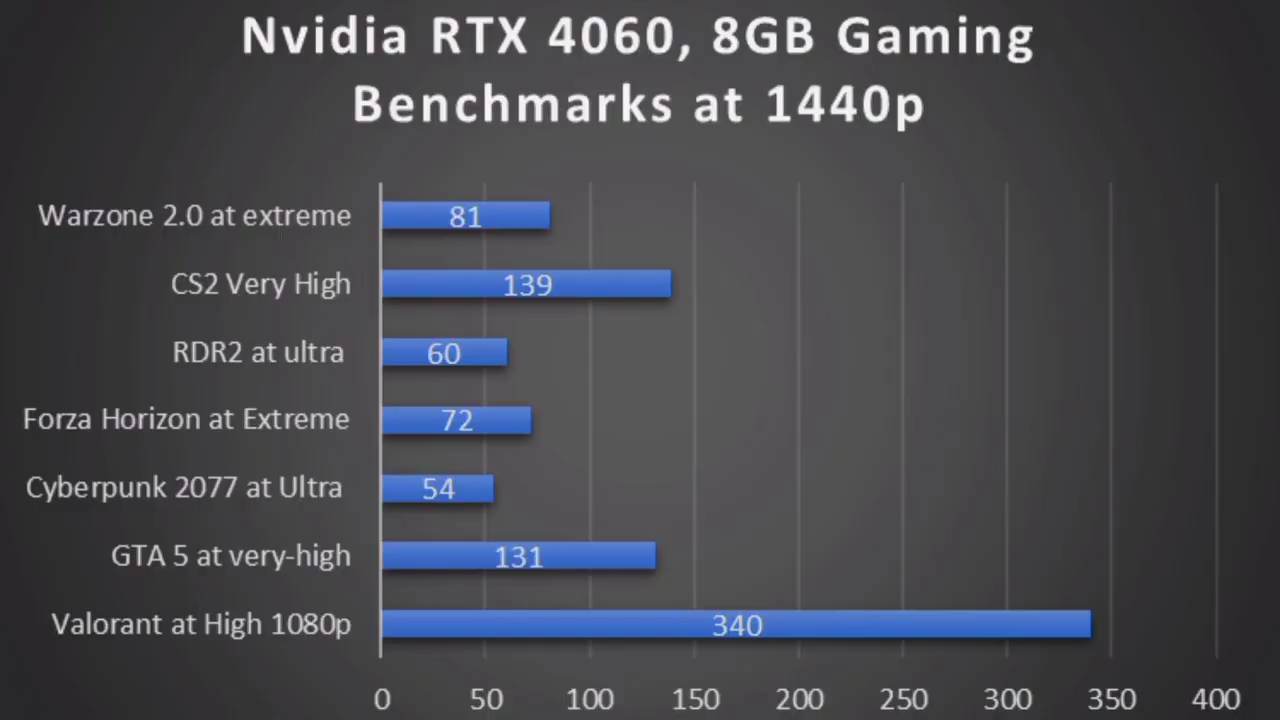 Nvidia RTX 4060, 8GB Gaming
Benchmarks at 1440p
Warzone 2.0 at extreme 81
CS2 Very High 139
RDR2 at ultra 60
Forza Horizon at Extreme 72
Cyberpunk 2077 at Ultra 54
GTA 5 at very-high 131
Valorant at High 1080p 340
0 50 100 150 200 250 300 350 400